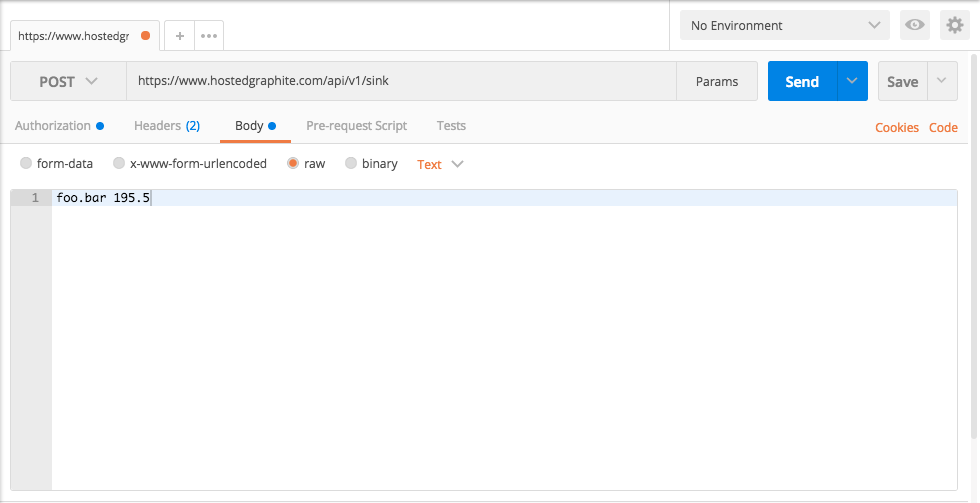 https://www.hostedgr
+
No Environment
POST
https://www.hostedgraphite.com/api/v1/sink
Params
Send
Save
Authorization
Headers (2)
Body
Pre-request Script
Tests
Cookies
Code
form-data
x-www-form-urlencoded
raw
binary
Text
1
foo.bar 195.5